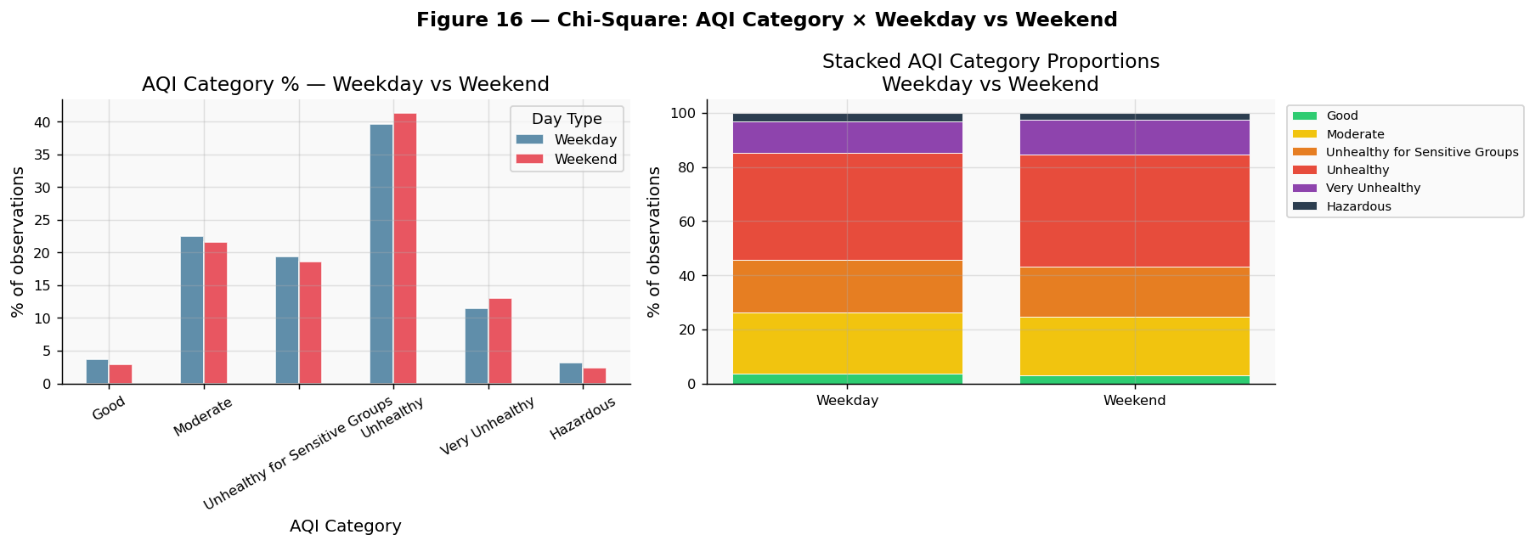 Figure 16 — Chi-Square: AQI Category × Weekday vs Weekend
AQI Category % — Weekday vs Weekend
% of observations
40
35
30
25
20
15
10
5
0
Day Type
Weekday
Weekend
Good
Moderate
Unhealthy for Sensitive Groups
Unhealthy
Very Unhealthy
Hazardous
AQI Category
Stacked AQI Category Proportions
Weekday vs Weekend
% of observations
100
80
60
40
20
0
Weekday
Weekend
Good
Moderate
Unhealthy for Sensitive Groups
Unhealthy
Very Unhealthy
Hazardous